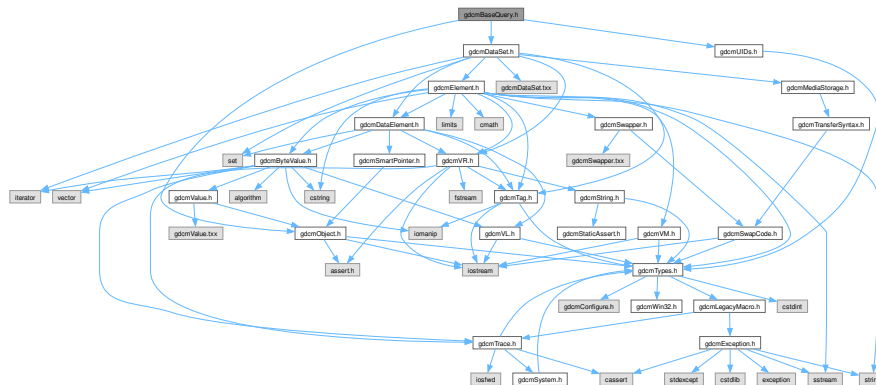 gdcmBaseQuery.h
gdcmDataSet.h
gdcmUIDs.h
gdcmElement.h
gdcmDataSet.txx
gdcmMediaStorage.h
gdcmDataElement.h
limits
cmath
gdcmSwapper.h
gdcmTransferSyntax.h
set
gdcmByteValue.h
gdcmSmartPointer.h
gdcmVR.h
gdcmSwapper.txx
iterator
vector
gdcmValue.h
algorithm
cstring
fstream
gdcmTag.h
gdcmString.h
gdcmValue.txx
gdcmObject.h
iomanip
gdcmVL.h
gdcmStaticAssert.h
gdcmVM.h
gdcmSwapCode.h
assert.h
iostream
gdcmTypes.h
gdcmConfigure.h
gdcmWin32.h
gdcmLegacyMacro.h
cstdint
gdcmTrace.h
gdcmException.h
iosfwd
gdcmSystem.h
cassert
stdexcept
cstdlib
exception
sstream